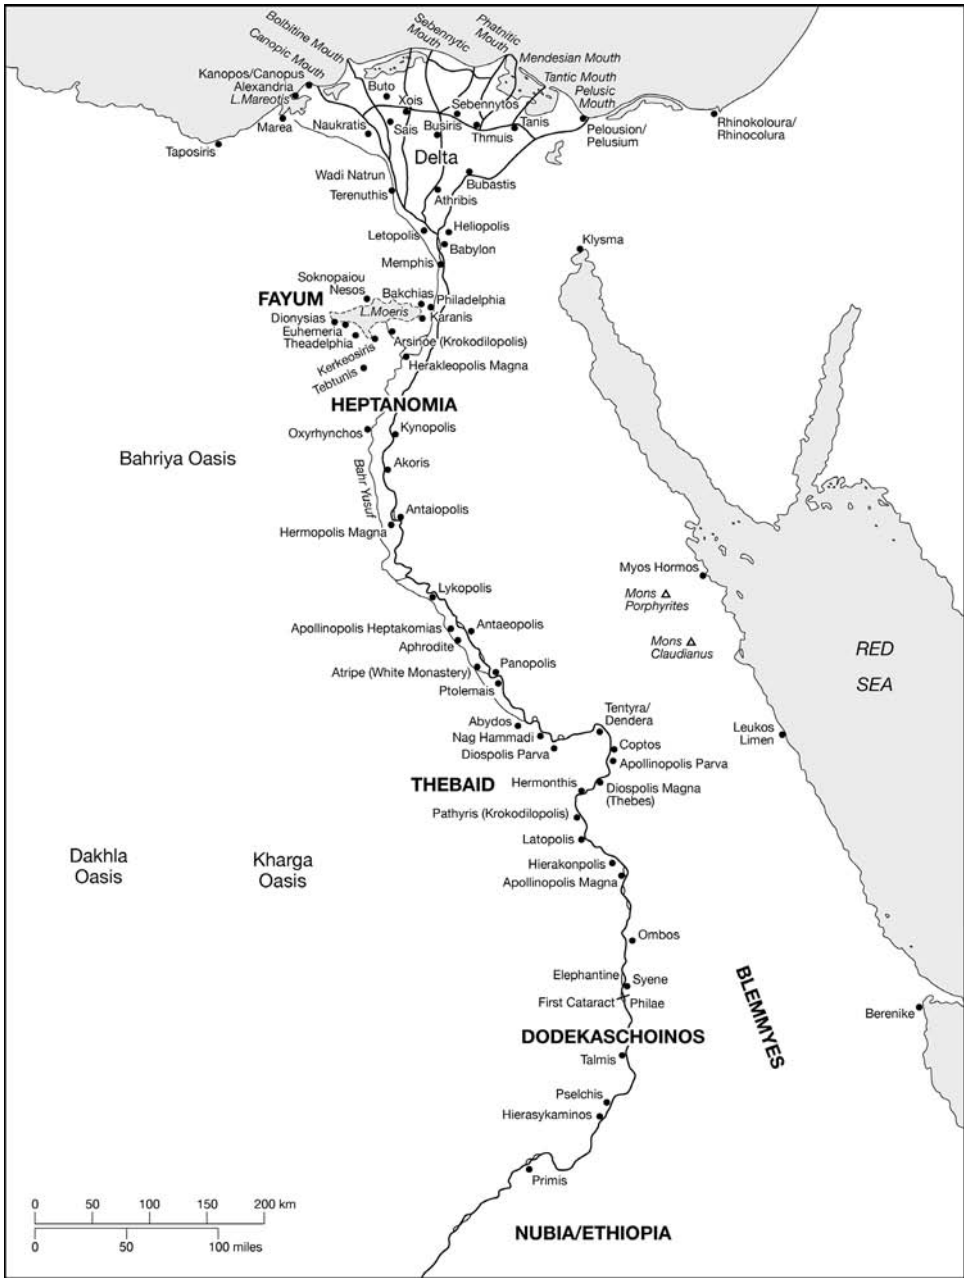 Bolbitine Mouth
Canopic Mouth
Sebennytic
Mouth
Phatnitic
Mouth
Mendesian Mouth
Tantic Mouth
Pelusic
Mouth
Kanopos/Canopus
Alexandria
L.Mareotis
Marea
Taposiris
Buto
Xois
Naukratis
Sais
Busiris
Sebennytos
Thmuis
Tanis
Pelousion/
Pelusium
Rhinokoloura/
Rhinocolura
Delta
Wadi Natrun
Terenuthis
Bubastis
Athribis
Letopolis
Heliopolis
Babylon
Memphis
Klysma
Soknopaiou
Nesos
FAYUM
Bakchias
Philadelphia
L.Moeris
Karanis
Dionysias
Euhemeria
Theadelphia
Arsinoe (Krokodilopolis)
Kerkeosiris
Tebtunis
Herakleopolis Magna
HEPTANOMIA
Oxyrhynchos
Kynopolis
Bahriya Oasis
Akoris
Bahr Yusuf
Antaiopolis
Hermopolis Magna
Myos Hormos
Mons
Porphyrites
Lykopolis
Apollinopolis Heptakomias
Antaeopolis
Aphrodite
Mons
Claudianus
RED
SEA
Atripe (White Monastery)
Panopolis
Ptolemais
Abydos
Nag Hammadi
Diospolis Parva
Tentyra/
Dendera
Coptos
Apollinopolis Parva
Leukos
Limen
THEBAID
Hermonthis
Diospolis Magna
(Thebes)
Pathyris (Krokodilopolis)
Latopolis
Dakhla
Oasis
Kharga
Oasis
Hierakonpolis
Apollinopolis Magna
Ombos
Elephantine
Syene
First Cataract
Philae
BLEMMYES
Berenike
DODEKASCHOINOS
Talmis
Pselchis
Hierasykaminos
Primis
0 50 100 150 200 km
0 50 100 miles
NUBIA/ETHIOPIA